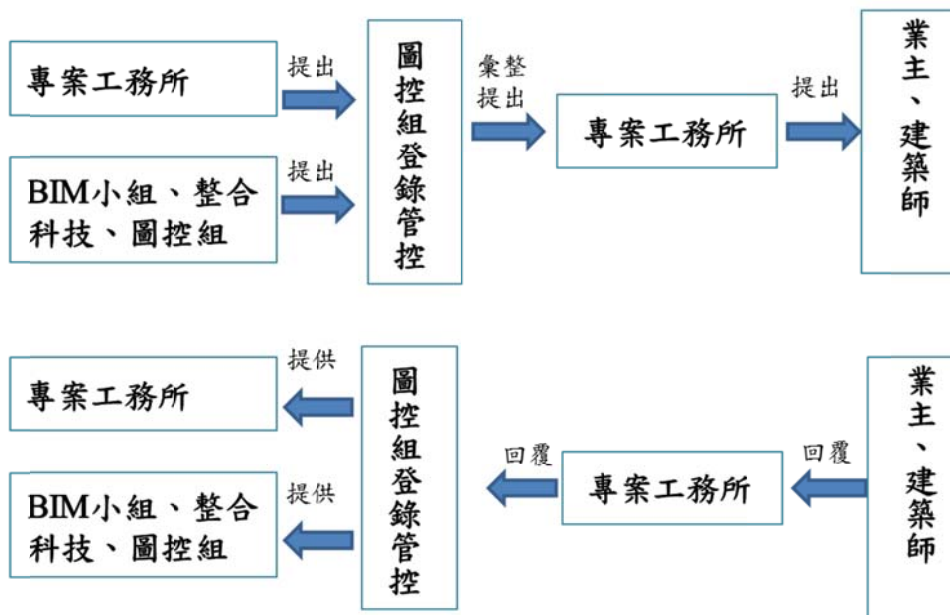 專案工務所
提出
BIM小組、整合
科技、圖控組
提出
圖控組登錄管控
彙整
提出
專案工務所
提出
業主、建築師
專案工務所
提供
BIM小組、整合
科技、圖控組
提供
圖控組登錄管控
回覆
專案工務所
回覆
業主、建築師